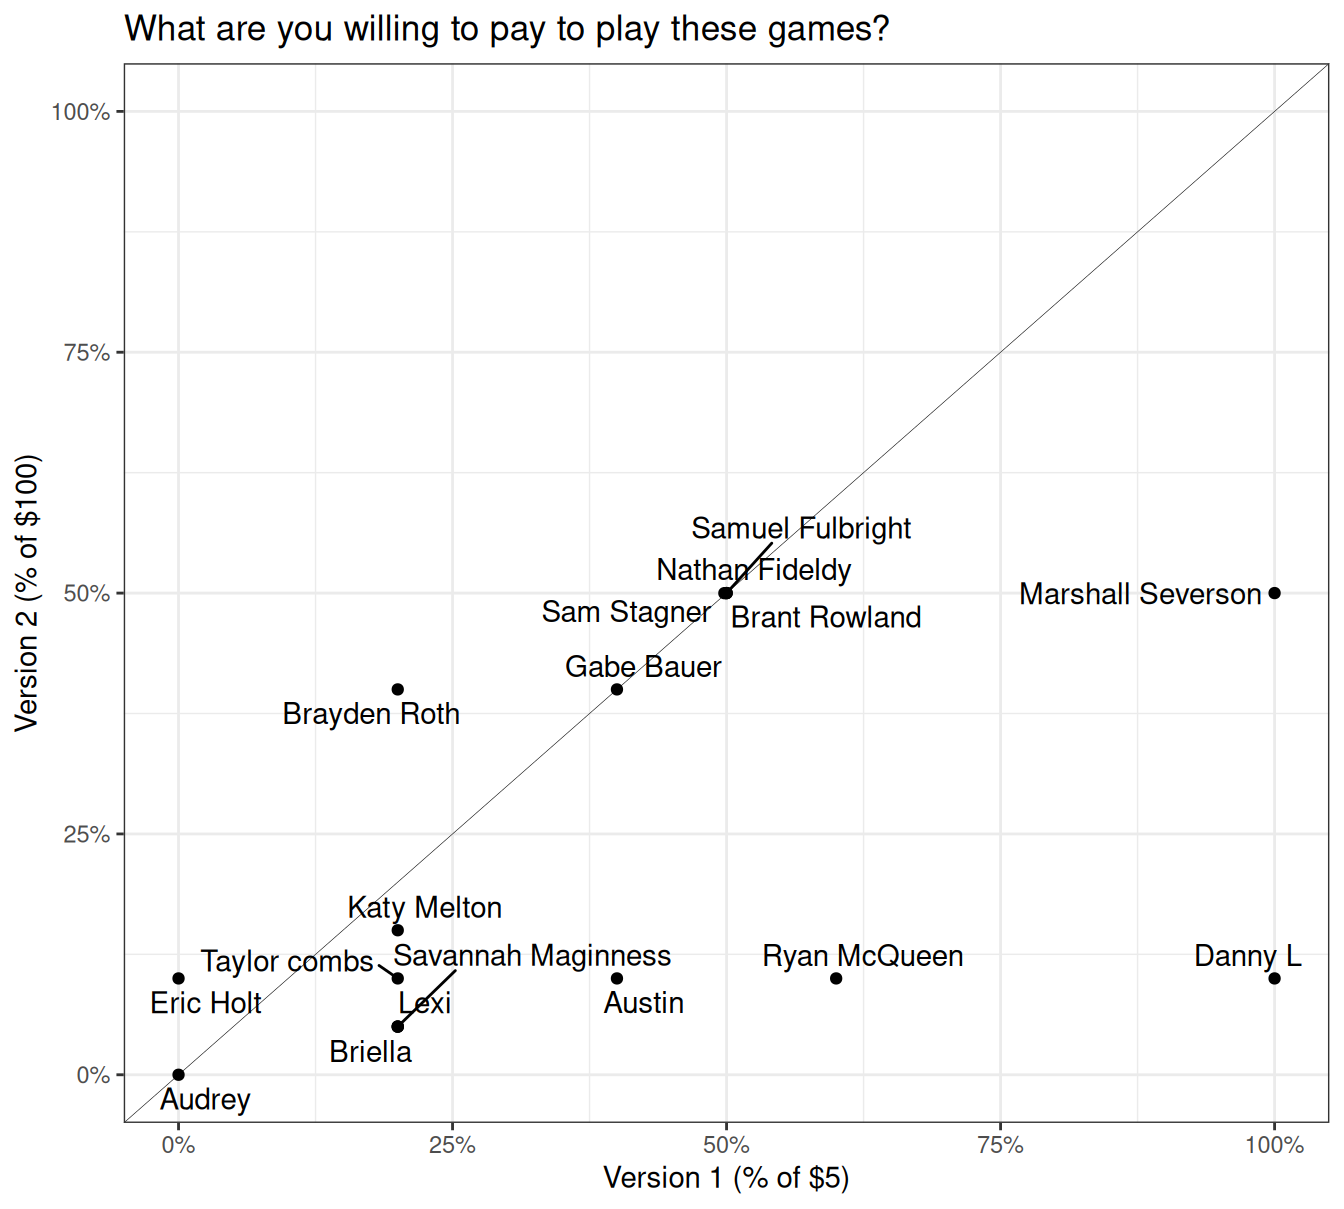 What are you willing to pay to play these games?
100%
75%
50%
25%
0%
Version 2 (% of $100)
Samuel Fulbright
Nathan Fideldy
Marshall Severson
Sam Stagner
Brant Rowland
Gabe Bauer
Brayden Roth
Katy Melton
Taylor combs
Savannah Maginness
Ryan McQueen
Danny L
Eric Holt
Lexi
Austin
Briella
Audrey
0%
25%
50%
75%
100%
Version 1 (% of $5)